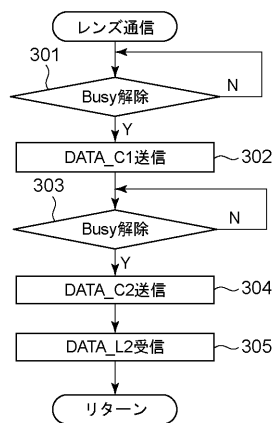 レンズ通信
301
Busy解除
N
Y
DATA_C1送信
302
303
Busy解除
N
Y
DATA_C2送信
304
DATA_L2受信
305
リターン